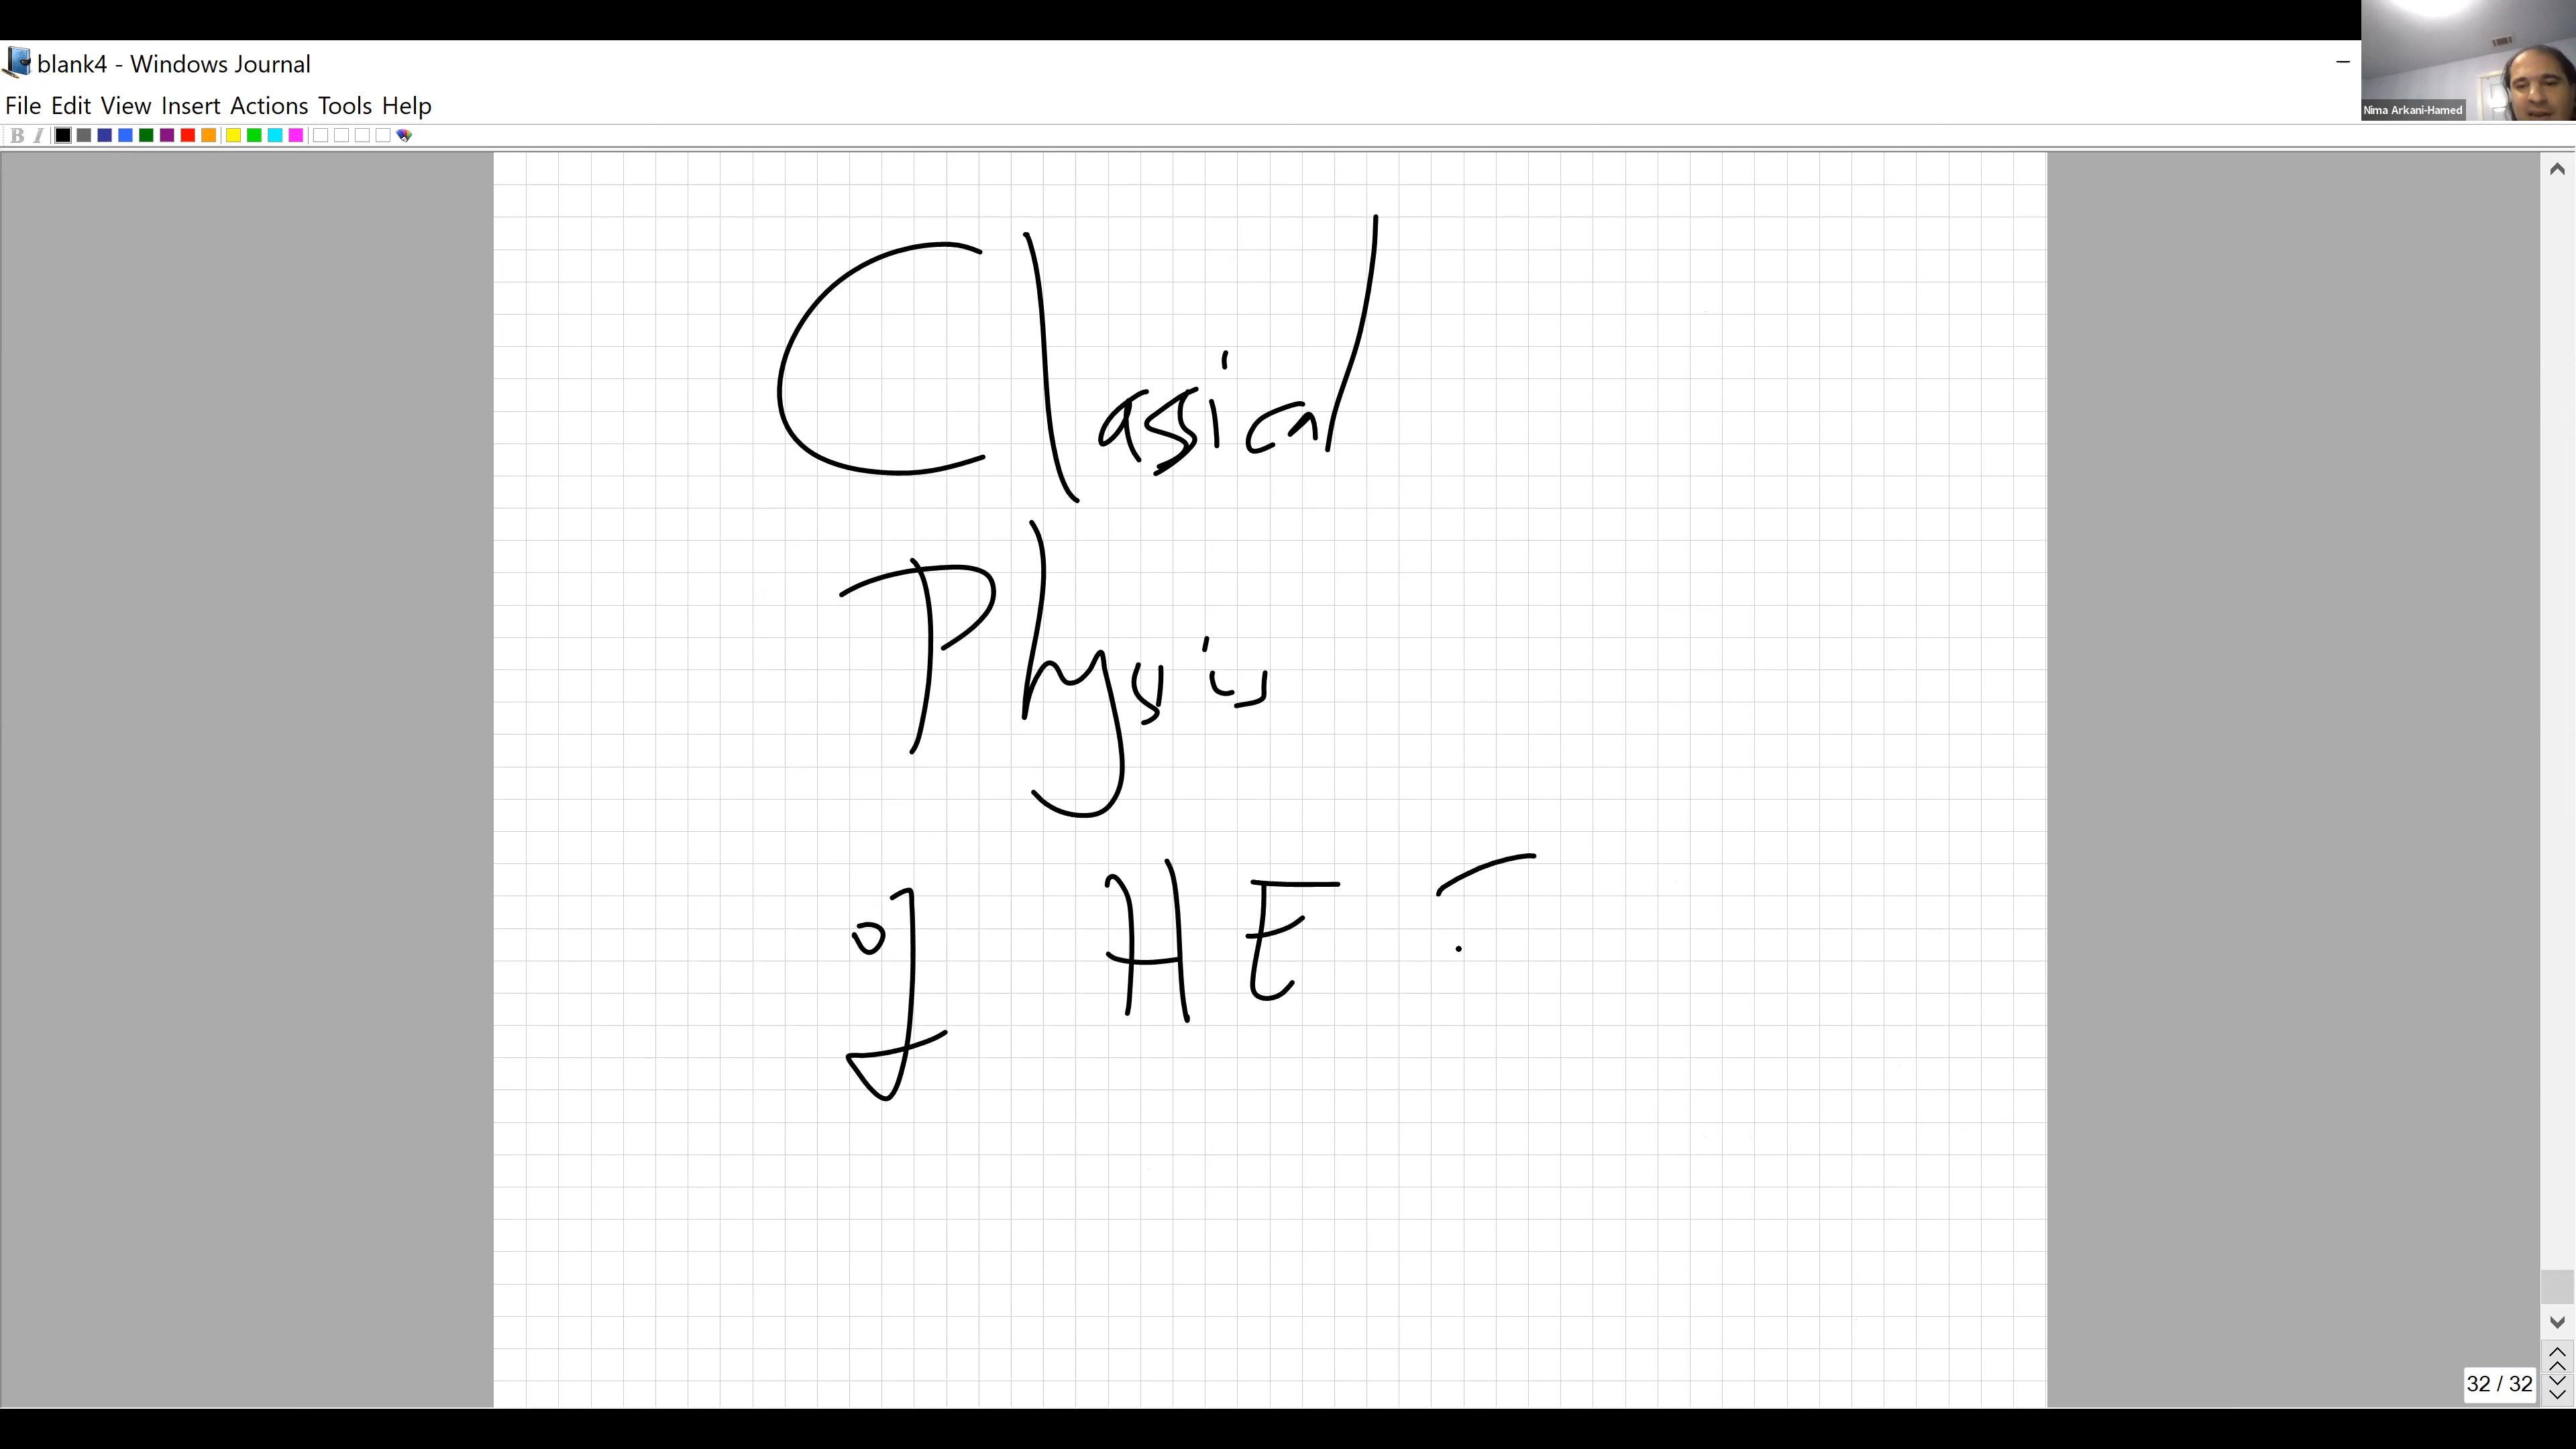 blank4 - Windows Journal
Nima Arkani-Hamed
File Edit View Insert Actions Tools Help
B I
Classical
Physics
of HE
32 / 32